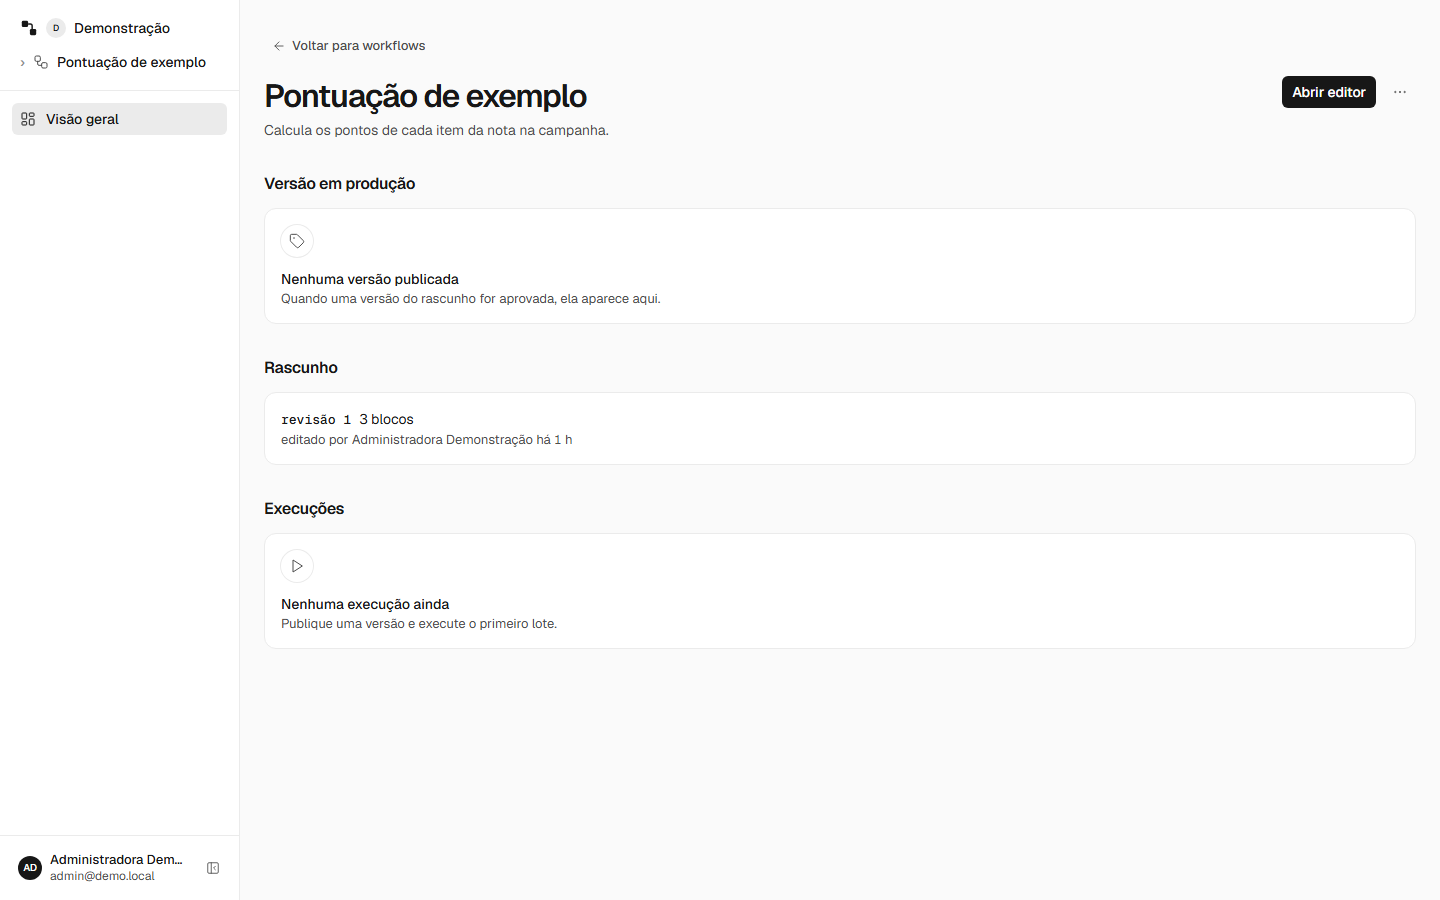 D Demonstração
Pontuação de exemplo
Visão geral
Voltar para workflows
Pontuação de exemplo
Abrir editor
Calcula os pontos de cada item da nota na campanha.
Versão em produção
Nenhuma versão publicada
Quando uma versão do rascunho for aprovada, ela aparece aqui.
Rascunho
revisão 1 3 blocos
editado por Administradora Demonstração há 1 h
Execuções
Nenhuma execução ainda
Publique uma versão e execute o primeiro lote.
AD Administradora Dem...
admin@demo.local